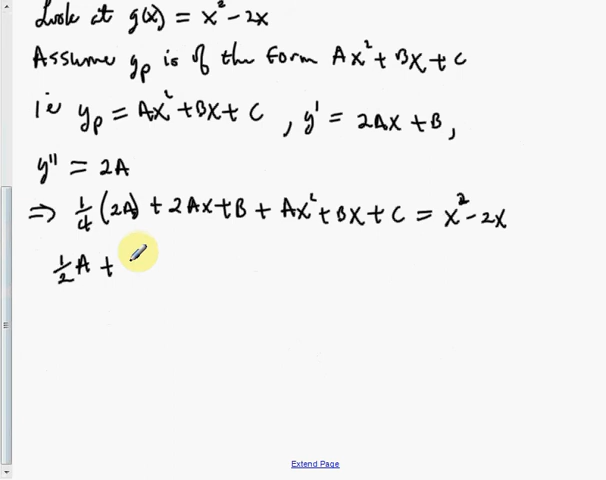 Look at g(x) = x² - 2x
Assume yₚ is of the form Ax² + Bx + C
ie yₚ = Ax² + Bx + C , y' = 2Ax + B,
y'' = 2A
⇒ 1/4 (2A) + 2Ax + B + Ax² + Bx + C = x² - 2x
1/2 A +
Extend Page